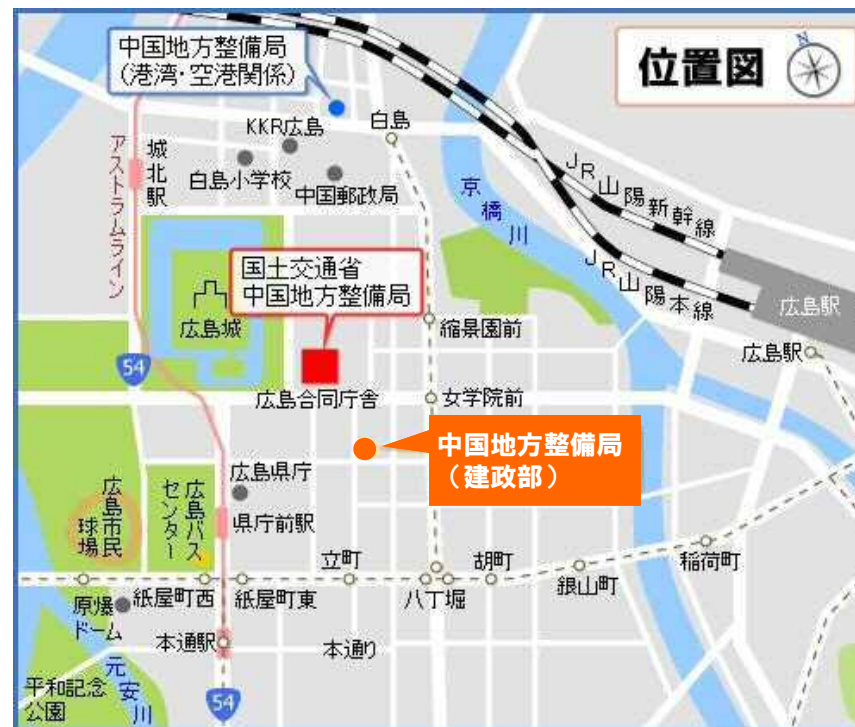 位置図
N
中国地方整備局
(港湾・空港関係)
白島
KKR広島
城北駅
白島小学校
中国郵政局
アストラムライン
京橋川
JR山陽新幹線
JR山陽本線
国土交通省
中国地方整備局
広島城
縮景園前
広島駅
広島駅
54
広島合同庁舎
女学院前
中国地方整備局
(建政部)
広島県庁
広島市民
球場
広島バス
センター
県庁前駅
立町
胡町
稲荷町
銀山町
八丁堀
原爆
ドーム
紙屋町西
紙屋町東
本通駅
本通り
元安川
平和記念
公園
54